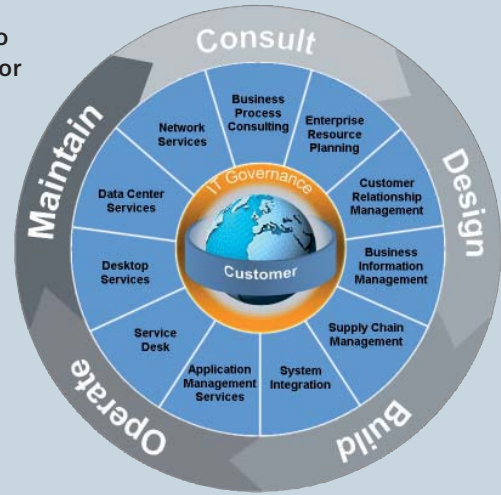 o
or
Consult
Design
Build
Operate
Maintain
Business
Process
Consulting
Enterprise
Resource
Planning
Customer
Relationship
Management
Business
Information
Management
Supply Chain
Management
System
Integration
Application
Management
Services
Service
Desk
Desktop
Services
Data Center
Services
Network
Services
IT Governance
Customer